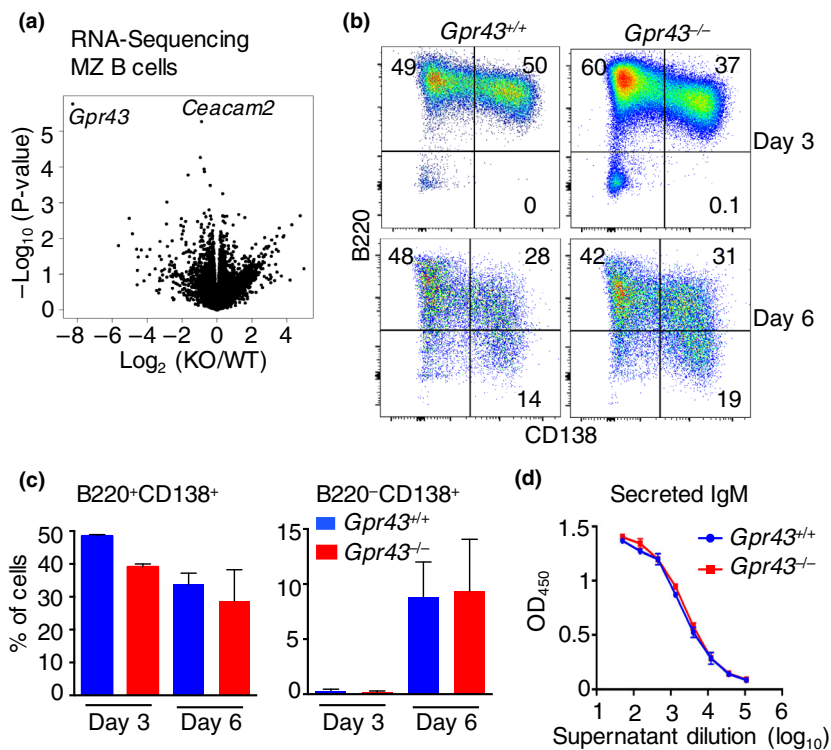 (a)
RNA-Sequencing
MZ B cells
Gpr43
Ceacam2
5
4
3
2
1
0
−Log10 (P-value)
−8 −6 −4 −2 0 2 4 6
Log2 (KO/WT)
(b)
Gpr43+/+ Gpr43−/−
49 50 60 37
0 0.1
Day 3
48 28 42 31
14 19
Day 6
B220
CD138
(c)
B220+CD138+
50
40
30
20
10
0
% of cells
Day 3 Day 6
B220−CD138+
15
10
5
0
Gpr43+/+
Gpr43−/−
Day 3 Day 6
(d)
Secreted IgM
1.5
1
0.5
0
OD450
Gpr43+/+
Gpr43−/−
1 2 3 4 5 6
Supernatant dilution (log10)